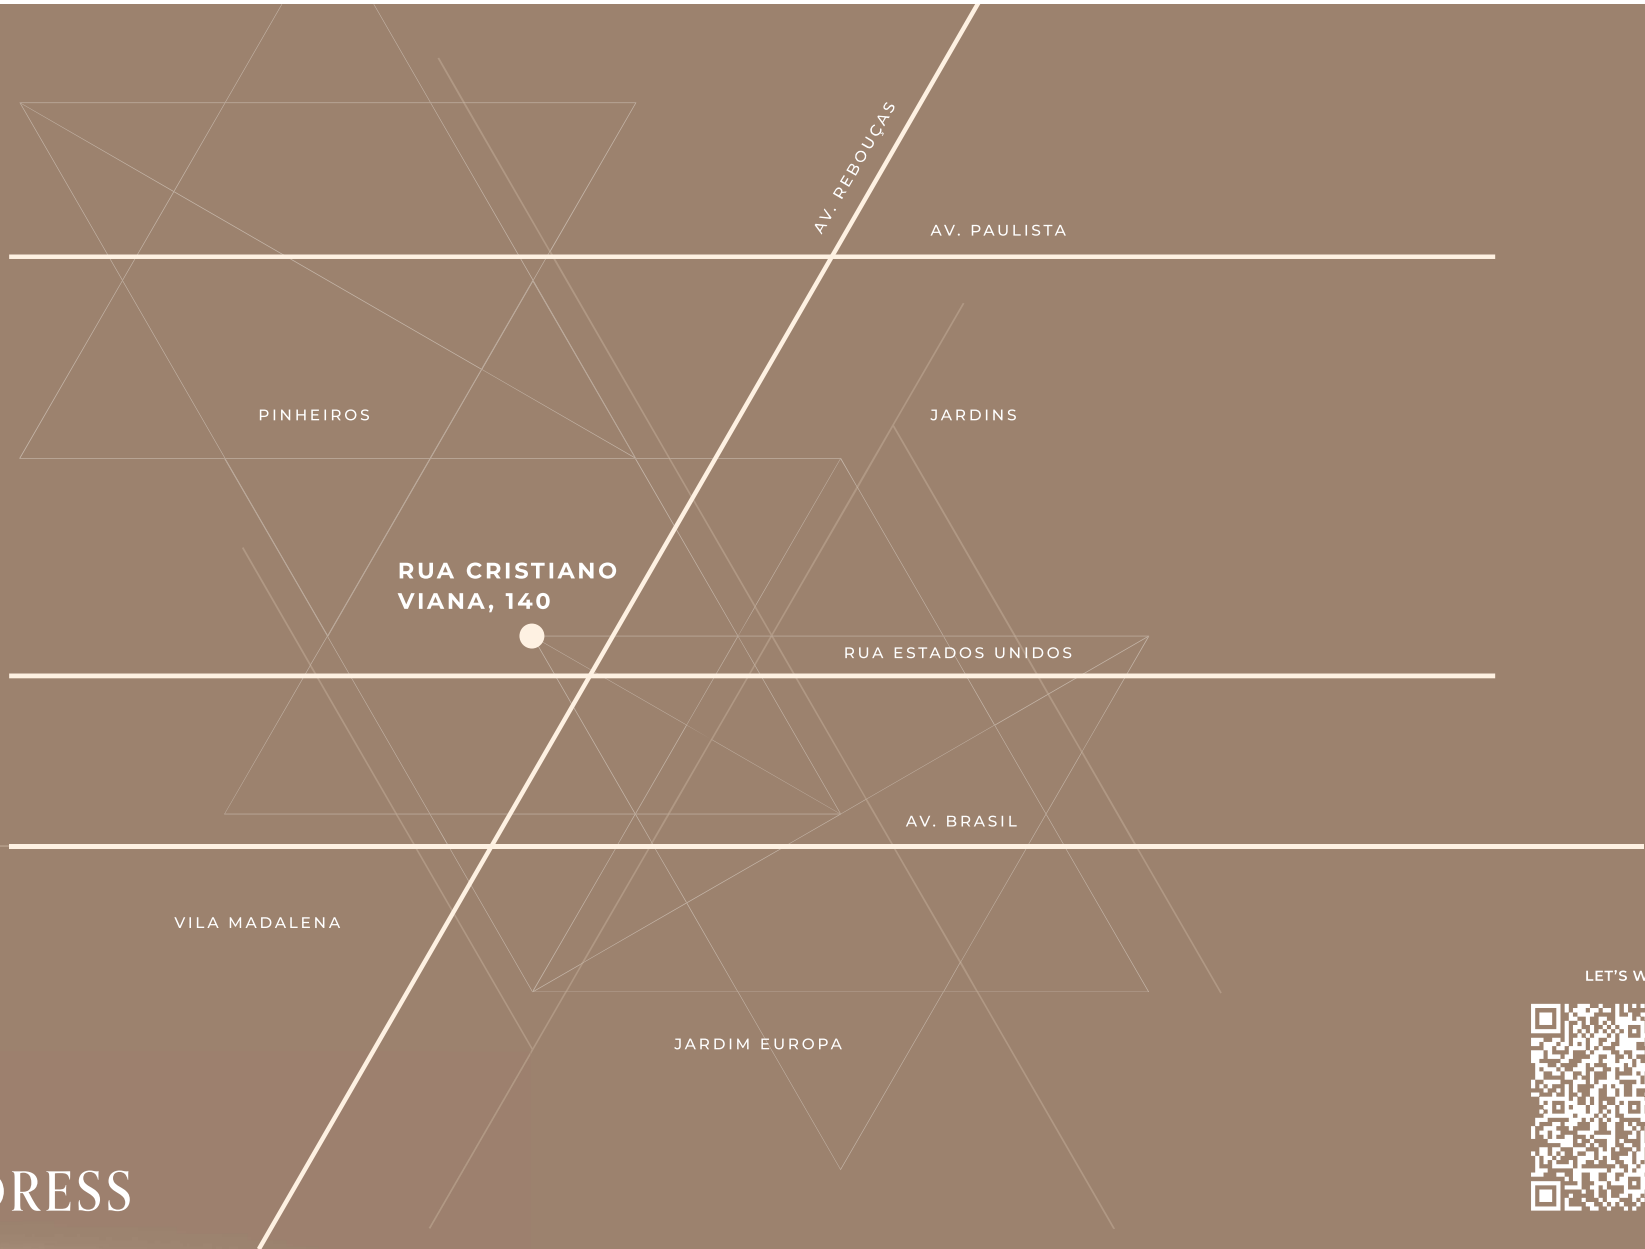 AV. REBOUÇAS
AV. PAULISTA
PINHEIROS
JARDINS
RUA CRISTIANO
VIANA, 140
RUA ESTADOS UNIDOS
AV. BRASIL
VILA MADALENA
LET'S W
JARDIM EUROPA
DRESS